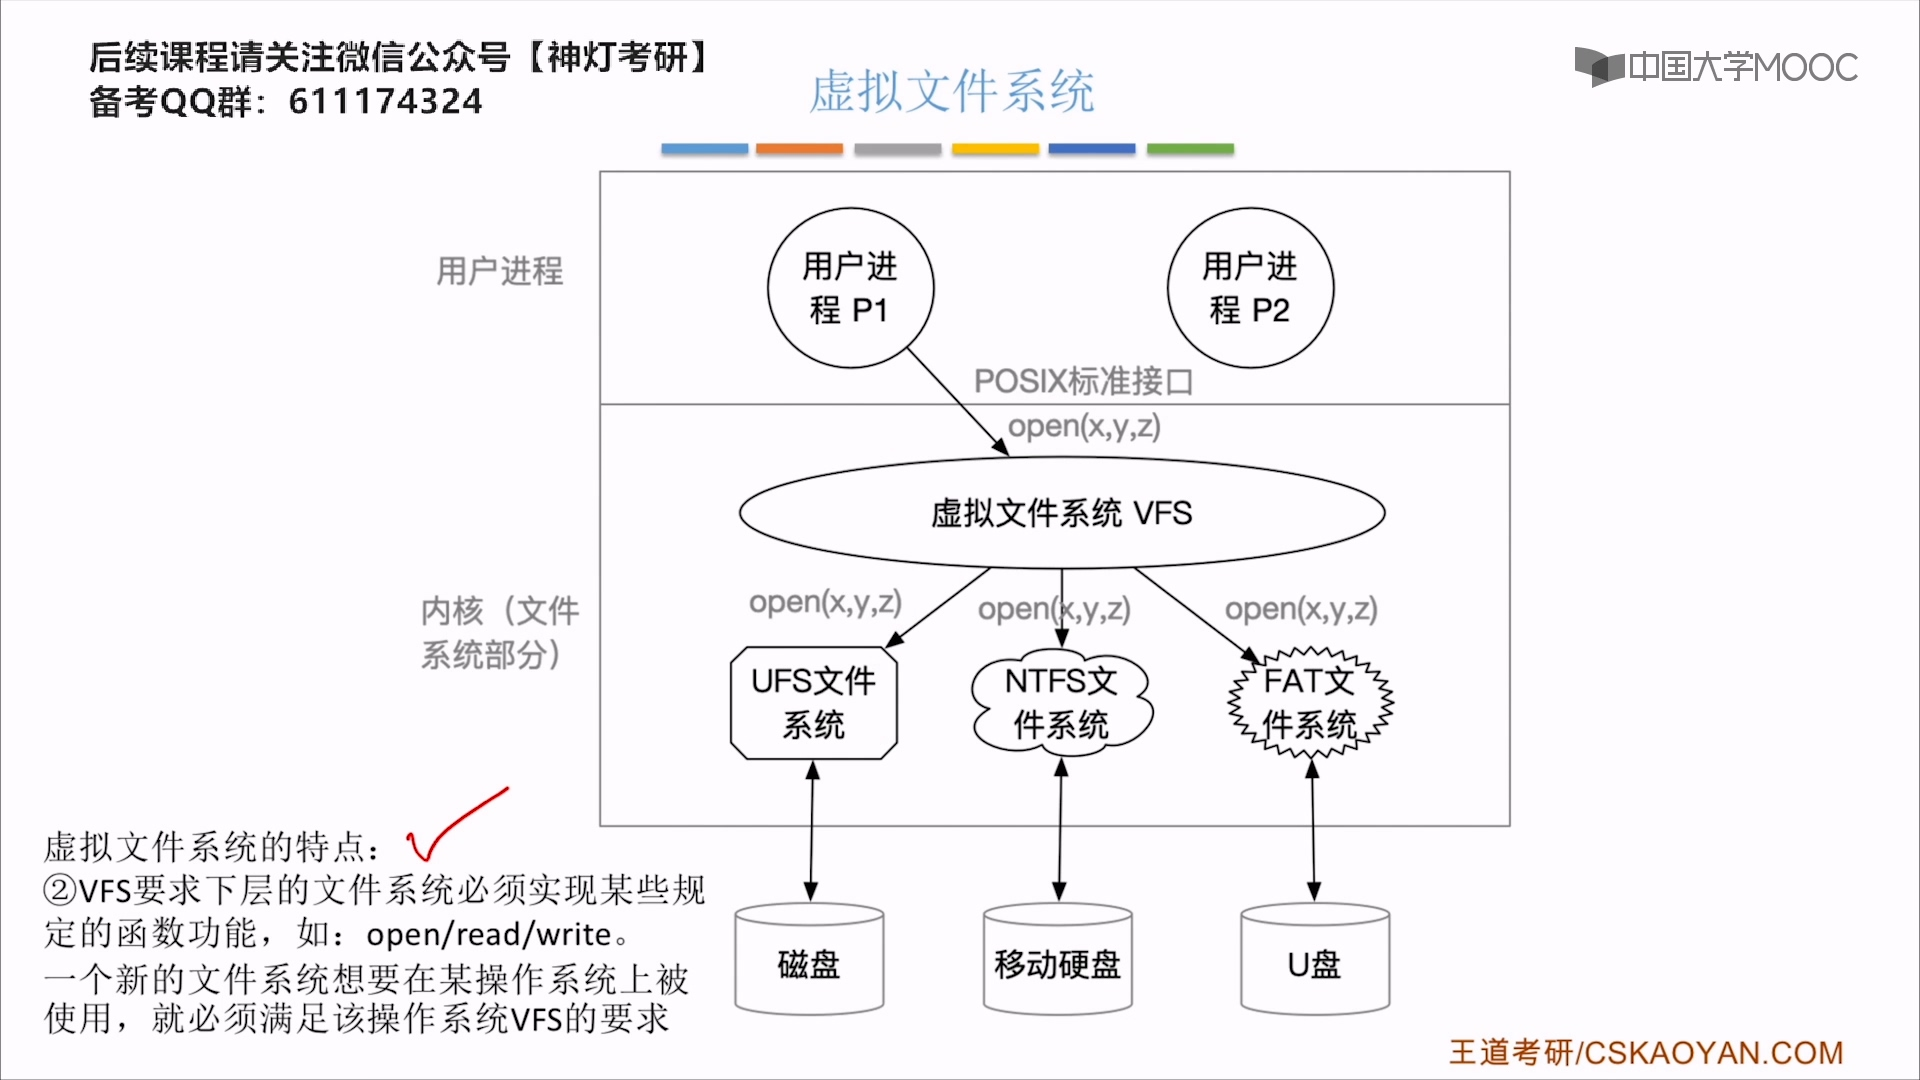 后续课程请关注微信公众号【神灯考研】
备考QQ群：611174324
中国大学MOOC
虚拟文件系统
用户进程
用户进
程 P1
用户进
程 P2
POSIX标准接口
open(x,y,z)
虚拟文件系统 VFS
内核（文件
系统部分）
open(x,y,z)
open(x,y,z)
open(x,y,z)
UFS文件
系统
NTFS文
件系统
FAT文
件系统
磁盘
移动硬盘
U盘
虚拟文件系统的特点：
②VFS要求下层的文件系统必须实现某些规
定的函数功能，如：open/read/write。
一个新的文件系统想要在某操作系统上被
使用，就必须满足该操作系统VFS的要求
王道考研/CSKAOYAN.COM